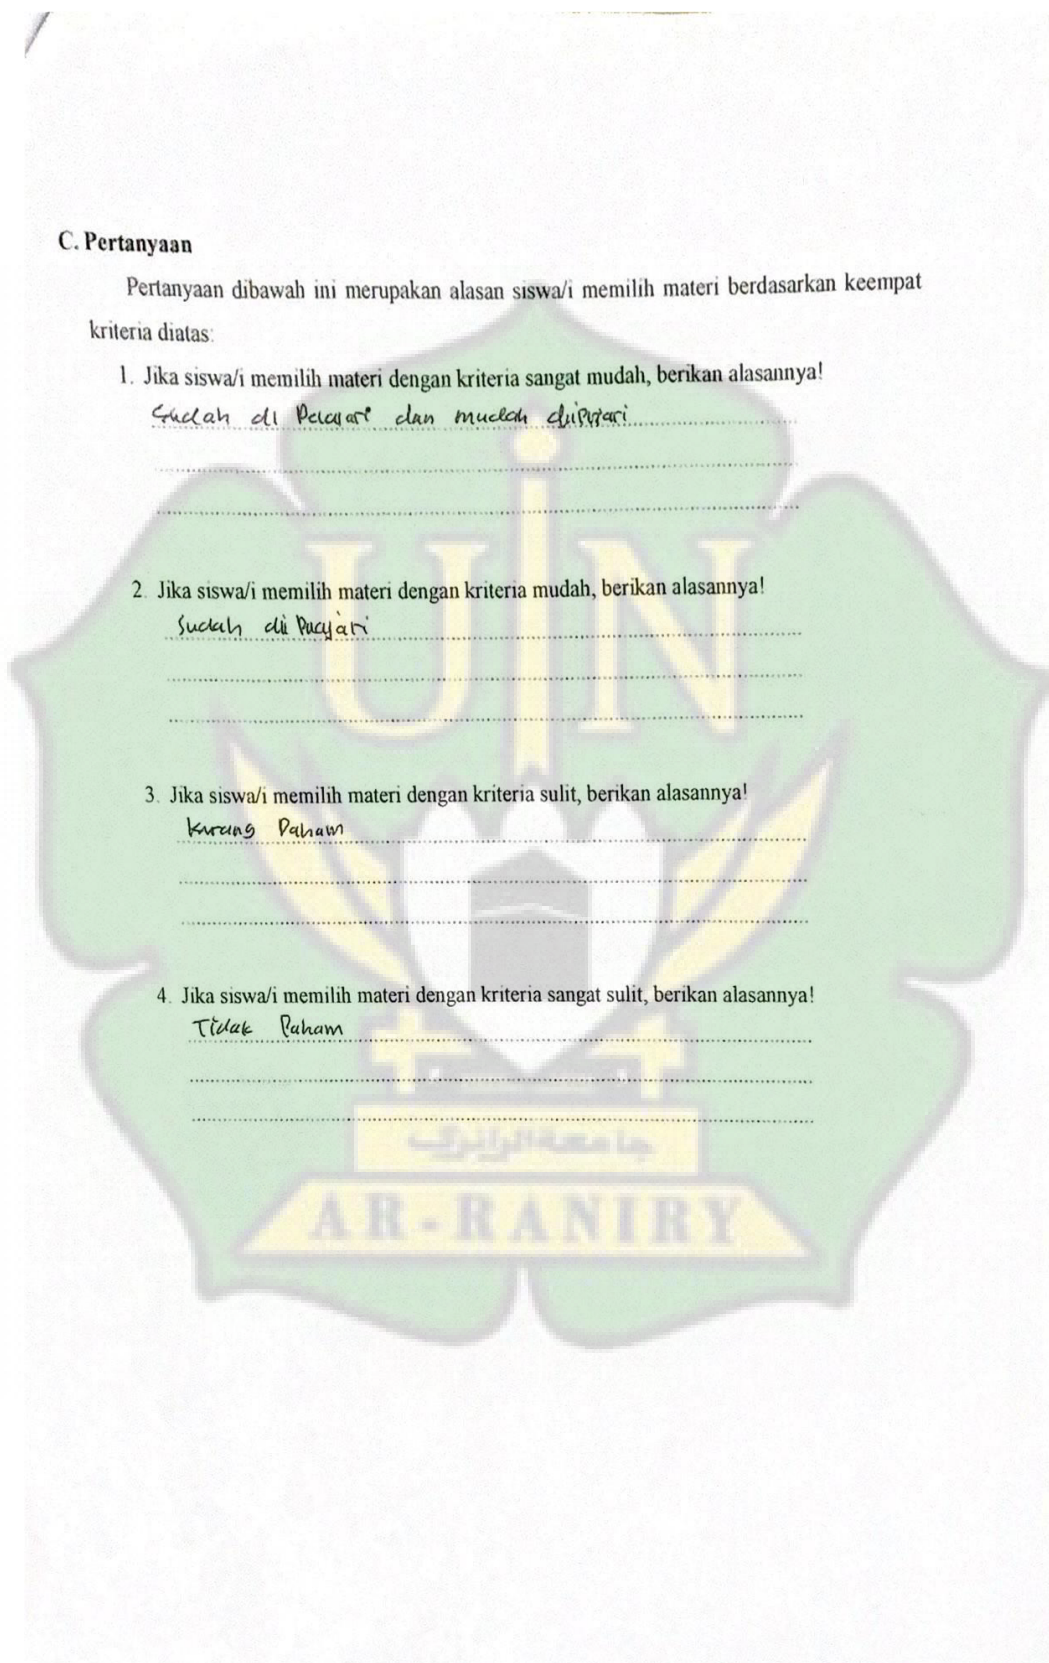 C. Pertanyaan
Pertanyaan dibawah ini merupakan alasan siswa/i memilih materi berdasarkan keempat
kriteria diatas:
1. Jika siswa/i memilih materi dengan kriteria sangat mudah, berikan alasannya!
Sudah di Pelajari dan mudah dipelajari
2. Jika siswa/i memilih materi dengan kriteria mudah, berikan alasannya!
Sudah di Pelajari
3. Jika siswa/i memilih materi dengan kriteria sulit, berikan alasannya!
Kurang Paham
4. Jika siswa/i memilih materi dengan kriteria sangat sulit, berikan alasannya!
Tidak Paham
UIN
جامعة الرانري
AR-RANIRY